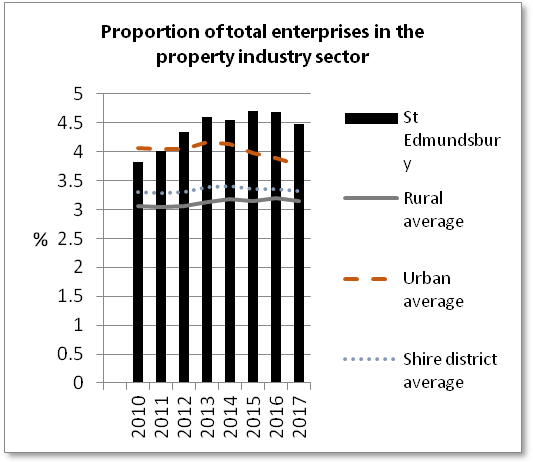 Proportion of total enterprises in the
property industry sector
5
4.5
4
3.5
3
2.5
2
1.5
1
0.5
0
%
2010
2011
2012
2013
2014
2015
2016
2017
St
Edmundsbur
y
Rural
average
Urban
average
Shire district
average